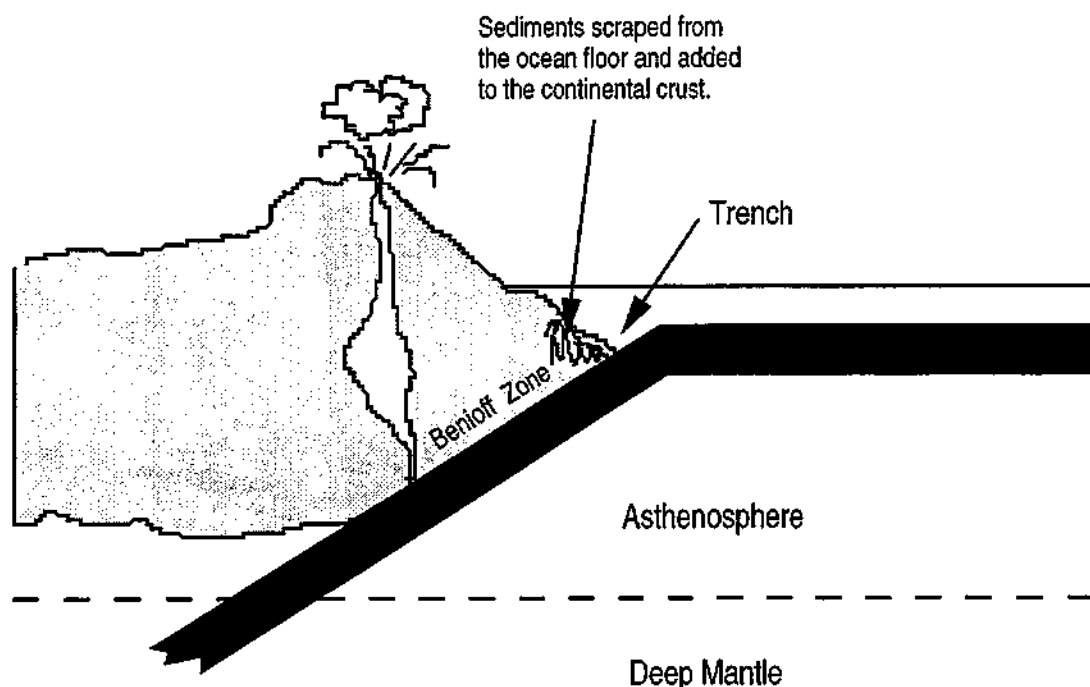 Sediments scraped from
the ocean floor and added
to the continental crust.
Trench
Benioff Zone
Asthenosphere
Deep Mantle